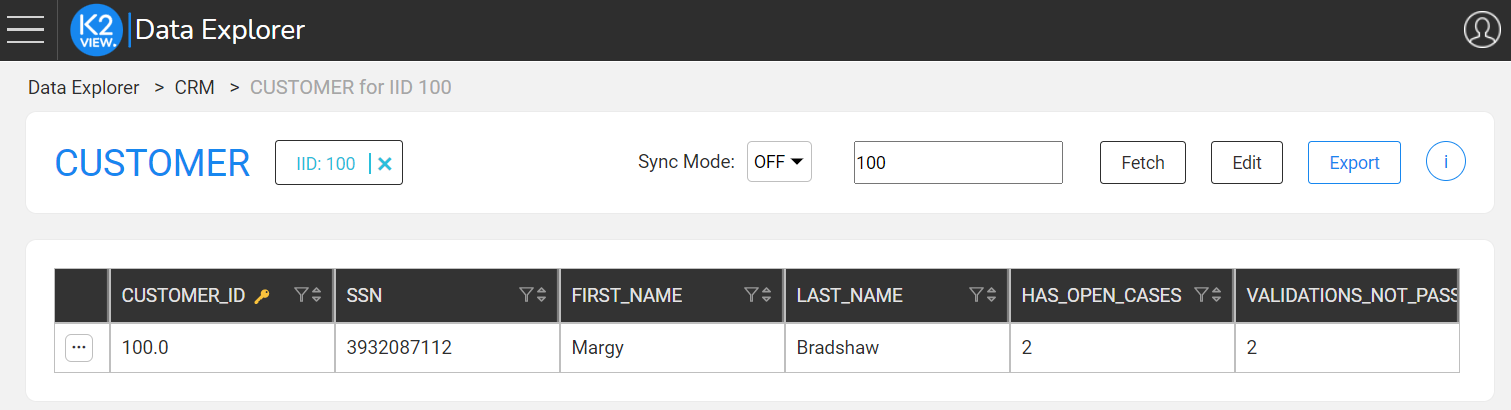 K2
VIEW.
Data Explorer
Data Explorer > CRM > CUSTOMER for IID 100
CUSTOMER IID: 100 Sync Mode: OFF 100 Fetch Edit Export i
CUSTOMER_ID SSN FIRST_NAME LAST_NAME HAS_OPEN_CASES VALIDATIONS_NOT_PASS
... 100.0 3932087112 Margy Bradshaw 2 2